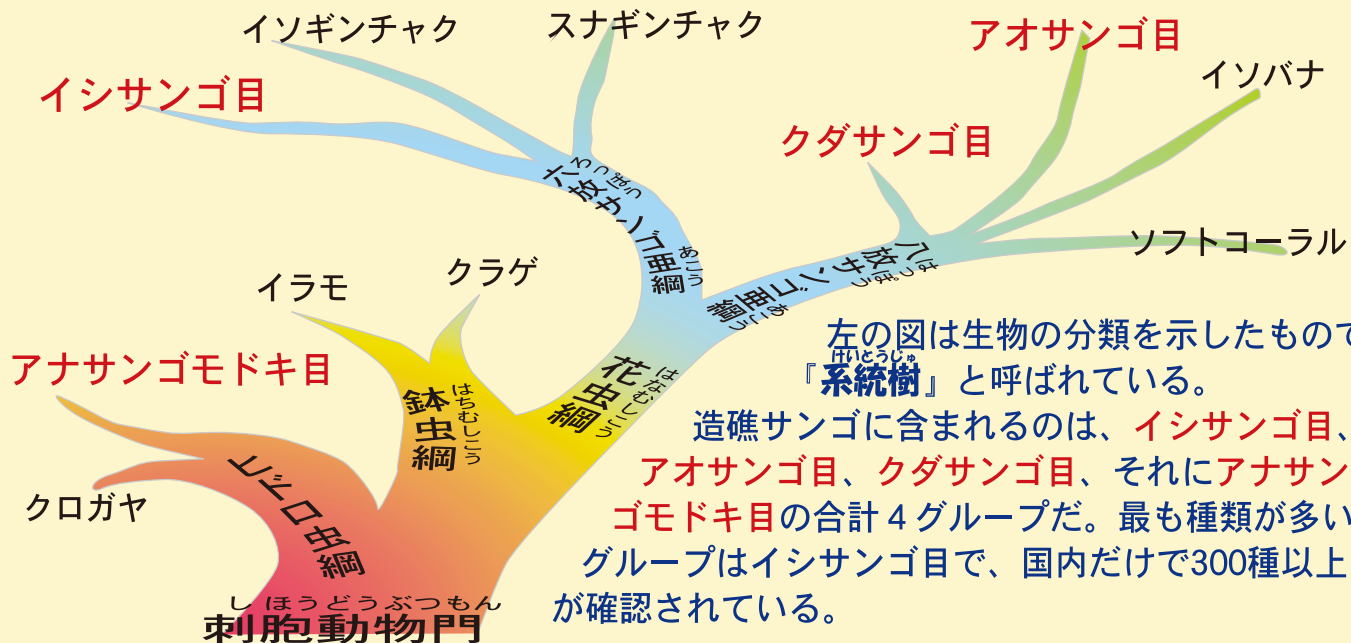 イソギンチャク
スナギンチャク
アオサンゴ目
イソバナ
イシサンゴ目
クダサンゴ目
ソフトコーラル
六放サンゴ亜綱
ろっぽう
あこう
八放サンゴ亜綱
はっぽう
あこう
イラモ
クラゲ
アナサンゴモドキ目
クロガヤ
鉢虫綱
はちむしこう
花虫綱
はなむしこう
ヒドロ虫綱
しほうどうぶつもん
刺胞動物門
左の図は生物の分類を示したもので
けいとうじゅ
『系統樹』と呼ばれている。
造礁サンゴに含まれるのは、イシサンゴ目、
アオサンゴ目、クダサンゴ目、それにアナサン
ゴモドキ目の合計4グループだ。最も種類が多い
グループはイシサンゴ目で、国内だけで300種以上
が確認されている。